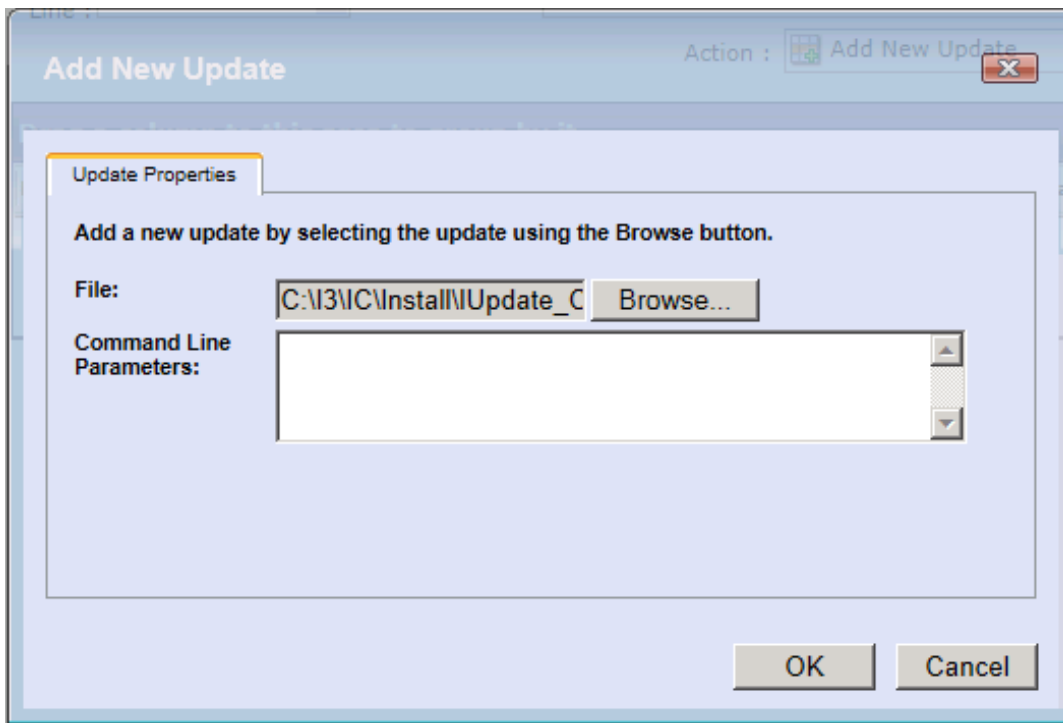 Line :
Action : Add New Update
Add New Update
Update Properties
Add a new update by selecting the update using the Browse button.
File:
C:\I3\IC\Install\IUpdate_C
Browse...
Command Line
Parameters:
OK
Cancel